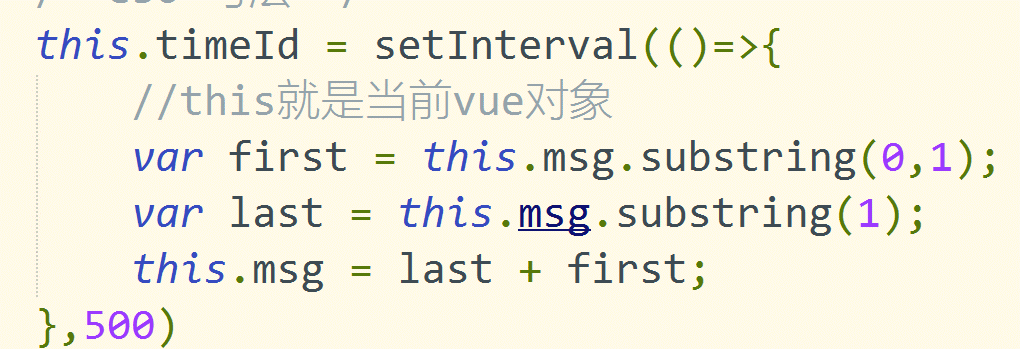 this.timeId = setInterval(()=>{
//this就是当前vue对象
var first = this.msg.substring(0,1);
var last = this.msg.substring(1);
this.msg = last + first;
},500)